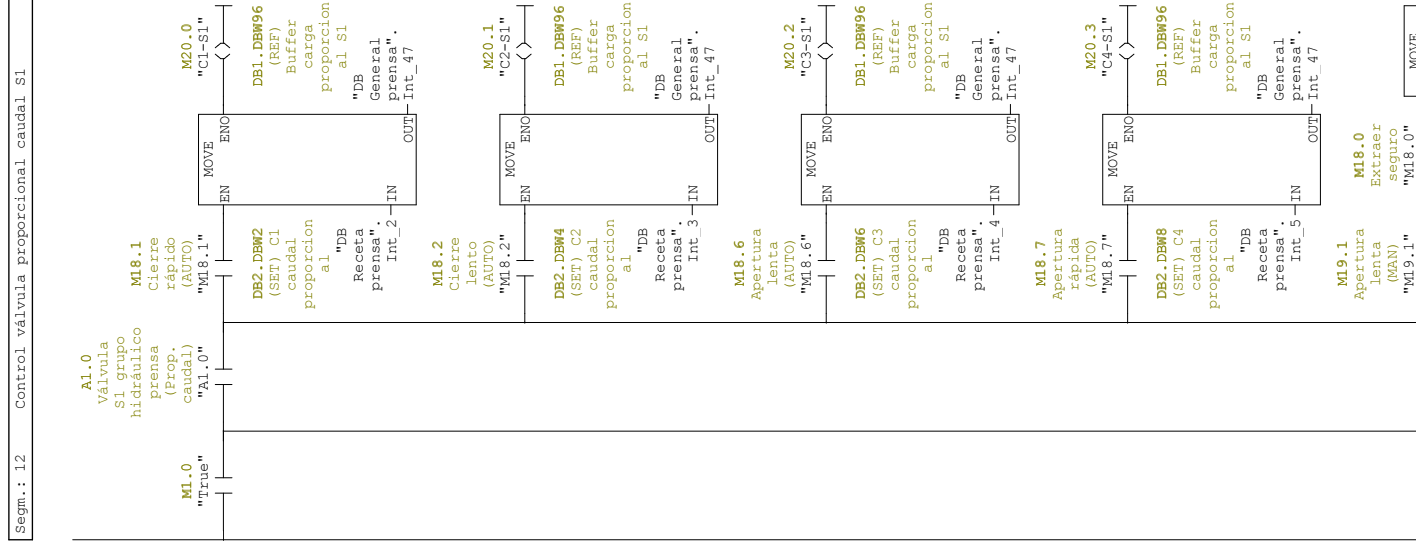 Segm.: 12 Control válvula proporcional caudal S1
M1.0
"True"
A1.0
Válvula
S1 grupo
hidráulico
prensa
(Prop.
caudal)
"A1.0"
M18.1
Cierre
rápido
(AUTO)
"M18.1"
DB2.DBW2
(SET) C1
caudal
proporcion
al
"DB
Receta
prensa".
Int_2
MOVE
EN
ENO
IN
OUT
M20.0
"C1-S1"
DB1.DBW96
(REF)
Buffer
carga
proporcion
al S1
"DB
General
prensa".
Int_47
M18.2
Cierre
lento
(AUTO)
"M18.2"
DB2.DBW4
(SET) C2
caudal
proporcion
al
"DB
Receta
prensa".
Int_3
MOVE
EN
ENO
IN
OUT
M20.1
"C2-S1"
DB1.DBW96
(REF)
Buffer
carga
proporcion
al S1
"DB
General
prensa".
Int_47
M18.6
Apertura
lenta
(AUTO)
"M18.6"
DB2.DBW6
(SET) C3
caudal
proporcion
al
"DB
Receta
prensa".
Int_4
MOVE
EN
ENO
IN
OUT
M20.2
"C3-S1"
DB1.DBW96
(REF)
Buffer
carga
proporcion
al S1
"DB
General
prensa".
Int_47
M18.7
Apertura
rápida
(AUTO)
"M18.7"
DB2.DBW8
(SET) C4
caudal
proporcion
al
"DB
Receta
prensa".
Int_5
MOVE
EN
ENO
IN
OUT
M20.3
"C4-S1"
DB1.DBW96
(REF)
Buffer
carga
proporcion
al S1
"DB
General
prensa".
Int_47
M19.1
Apertura
lenta
(MAN)
"M19.1"
M18.0
Extraer
seguro
"M18.0"
MOVE